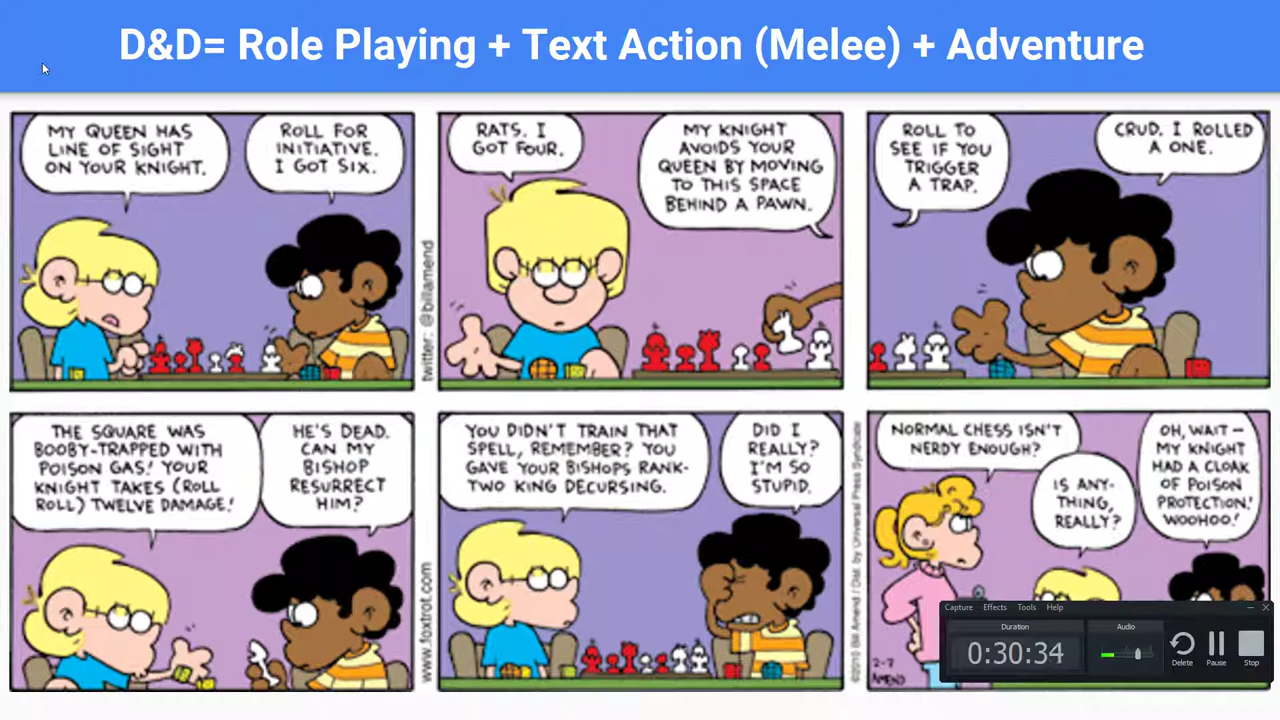 D&D= Role Playing + Text Action (Melee) + Adventure
MY QUEEN HAS
LINE OF SIGHT
ON YOUR KNIGHT.
ROLL FOR
INITIATIVE.
I GOT SIX.
twitter: @billamend
RATS. I
GOT FOUR.
MY KNIGHT
AVOIDS YOUR
QUEEN BY MOVING
TO THIS SPACE
BEHIND A PAWN.
ROLL TO
SEE IF YOU
TRIGGER
A TRAP.
CRUD. I ROLLED
A ONE.
THE SQUARE WAS
BOOBY-TRAPPED WITH
POISON GAS! YOUR
KNIGHT TAKES (ROLL
ROLL) TWELVE DAMAGE!
HE'S DEAD.
CAN MY
BISHOP
RESURRECT
HIM?
www.foxtrot.com
YOU DIDN'T TRAIN THAT
SPELL, REMEMBER? YOU
GAVE YOUR BISHOPS RANK-
TWO KING DECURSING.
DID I
REALLY?
I'M SO
STUPID.
©2010 Bill Amend / Dist. by Universal Press Syndicate
NORMAL CHESS ISN'T
NERDY ENOUGH?
IS ANY-
THING,
REALLY?
OH, WAIT—
MY KNIGHT
HAD A CLOAK
OF POISON
PROTECTION!
WOOHOO!
2-7
AMEND
Capture Effects Tools Help
Duration
Audio
0:30:34
Delete Pause Stop